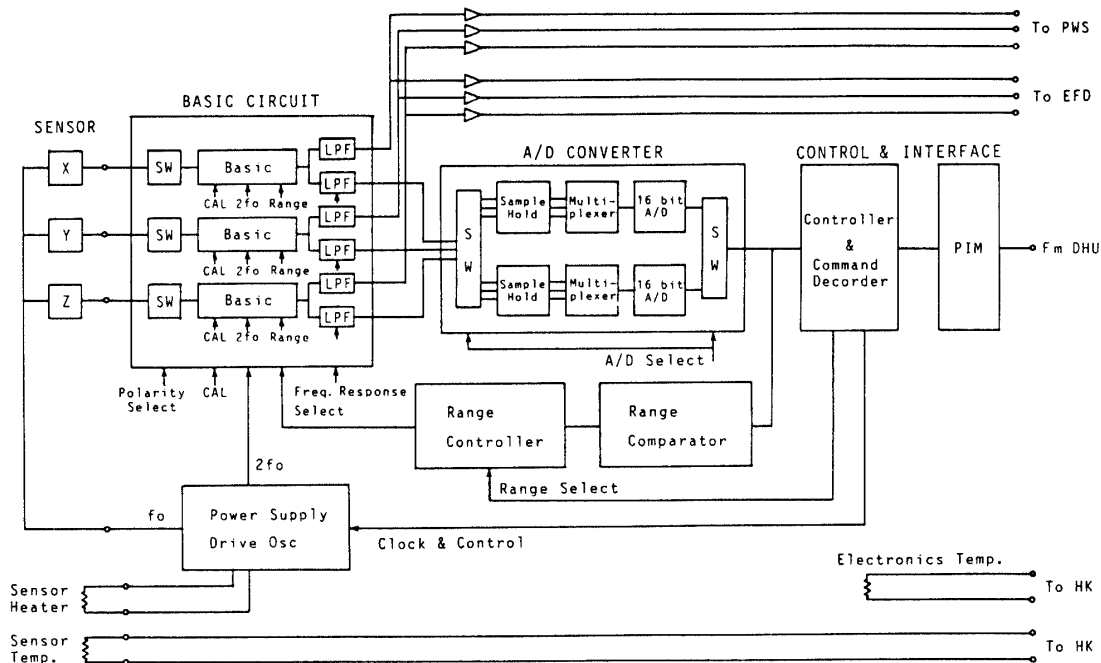 To PWS
To EFD
BASIC CIRCUIT
SENSOR
A/D CONVERTER
CONTROL & INTERFACE
X
SW
Basic
LPF
LPF
CAL 2fo Range
Y
SW
Basic
LPF
LPF
CAL 2fo Range
Z
SW
Basic
LPF
LPF
CAL 2fo Range
S
W
Sample
Hold
Multi-
plexer
16 bit
A/D
Sample
Hold
Multi-
plexer
16 bit
A/D
S
W
Controller
&
Command
Decorder
PIM
Fm DHU
A/D Select
Polarity
Select
CAL
Freq. Response
Select
Range
Controller
Range
Comparator
2fo
Range Select
fo
Power Supply
Drive Osc
Clock & Control
Electronics Temp.
Sensor
Heater
To HK
Sensor
Temp.
To HK